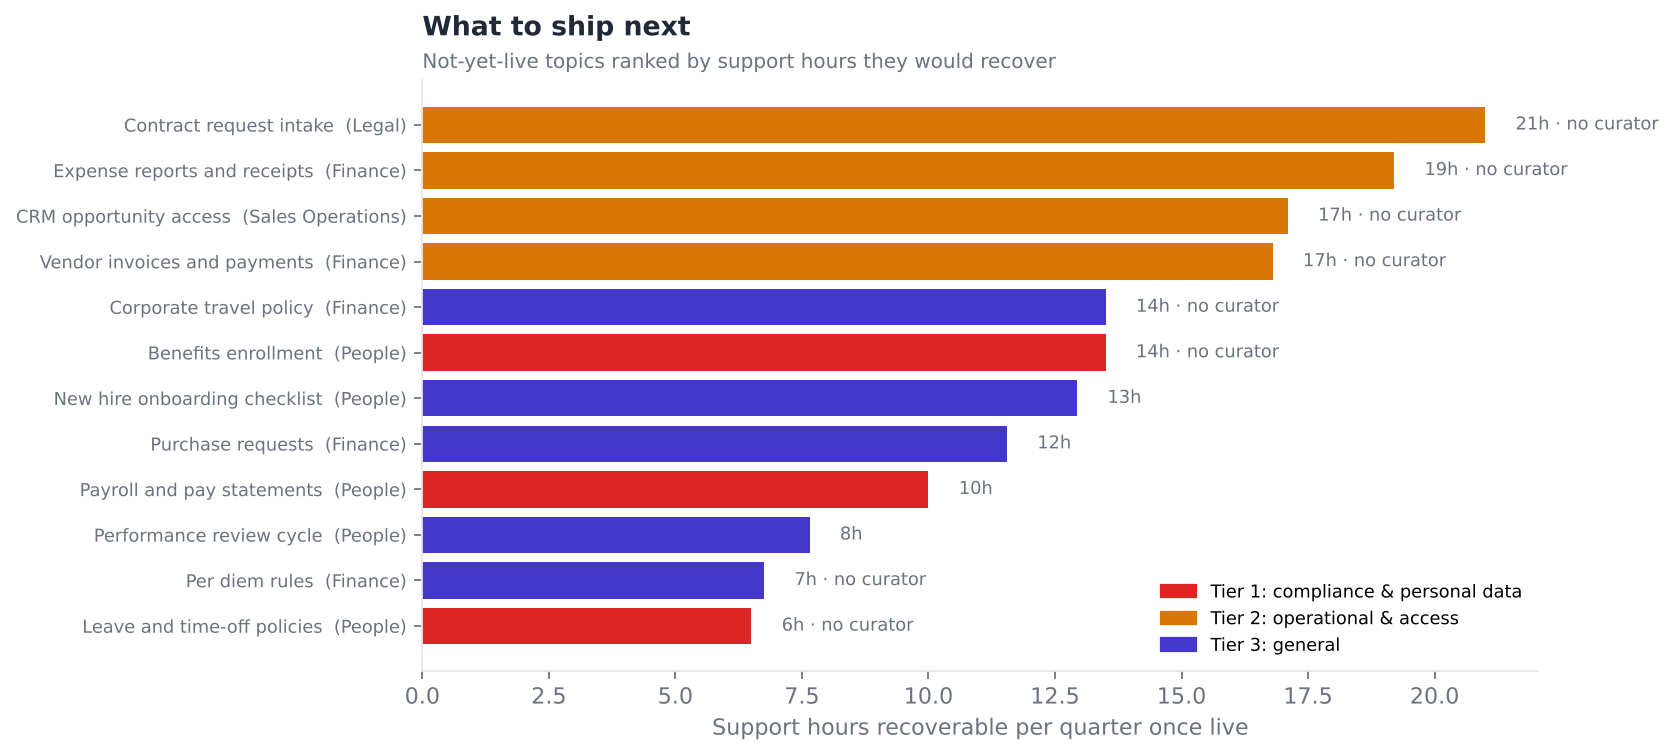 What to ship next
Not-yet-live topics ranked by support hours they would recover
Contract request intake (Legal)
21h · no curator
Expense reports and receipts (Finance)
19h · no curator
CRM opportunity access (Sales Operations)
17h · no curator
Vendor invoices and payments (Finance)
17h · no curator
Corporate travel policy (Finance)
14h · no curator
Benefits enrollment (People)
14h · no curator
New hire onboarding checklist (People)
13h
Purchase requests (Finance)
12h
Payroll and pay statements (People)
10h
Performance review cycle (People)
8h
Per diem rules (Finance)
7h · no curator
Leave and time-off policies (People)
6h · no curator
Tier 1: compliance & personal data
Tier 2: operational & access
Tier 3: general
0.0 2.5 5.0 7.5 10.0 12.5 15.0 17.5 20.0
Support hours recoverable per quarter once live